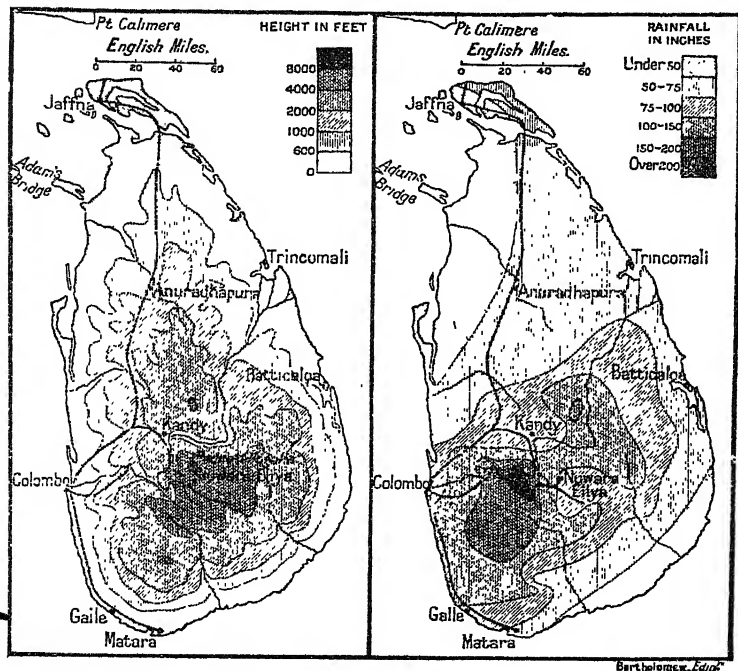 Pt Calimere
English Miles.
0 20 40 60
HEIGHT IN FEET
8000
4000
2000
1000
600
0
Jaffna
Adam's
Bridge
Trincomali
Anuradhapura
Batticaloa
Kandy
Colombo
Galle
Matara
Pt Calimere
English Miles.
0 20 40 60
RAINFALL
IN INCHES
Under 50
50-75
75-100
100-150
150-200
Over 200
Jaffna
Adam's
Bridge
Trincomali
Anuradhapura
Batticaloa
Kandy
Colombo
Nuwara
Eliya
Galle
Matara
Bartholomew, Edinr